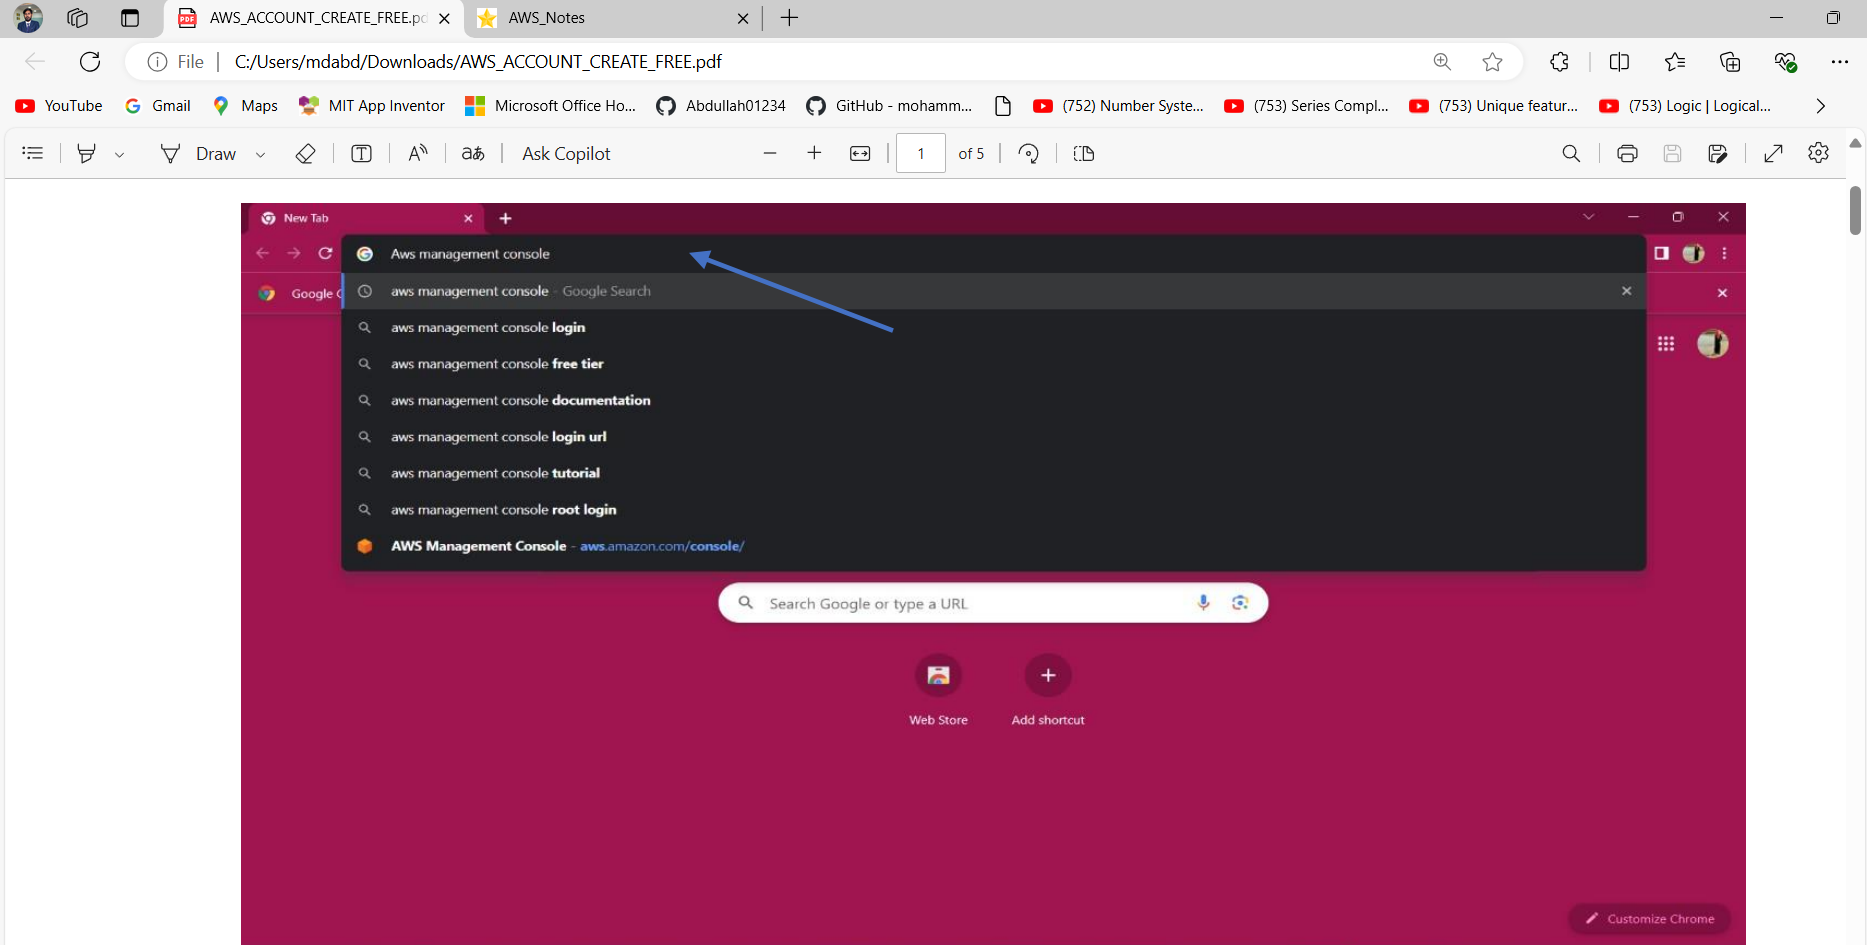 AWS_ACCOUNT_CREATE_FREE.pd
AWS_Notes
File
C:/Users/mdabd/Downloads/AWS_ACCOUNT_CREATE_FREE.pdf
YouTube
Gmail
Maps
MIT App Inventor
Microsoft Office Ho...
Abdullah01234
GitHub - mohamm...
(752) Number Syste...
(753) Series Compl...
(753) Unique featur...
(753) Logic | Logical...
Draw
aあ
Ask Copilot
1 of 5
New Tab
Aws management console
Google C
aws management console - Google Search
aws management console login
aws management console free tier
aws management console documentation
aws management console login url
aws management console tutorial
aws management console root login
AWS Management Console - aws.amazon.com/console/
Search Google or type a URL
Web Store
Add shortcut
Customize Chrome